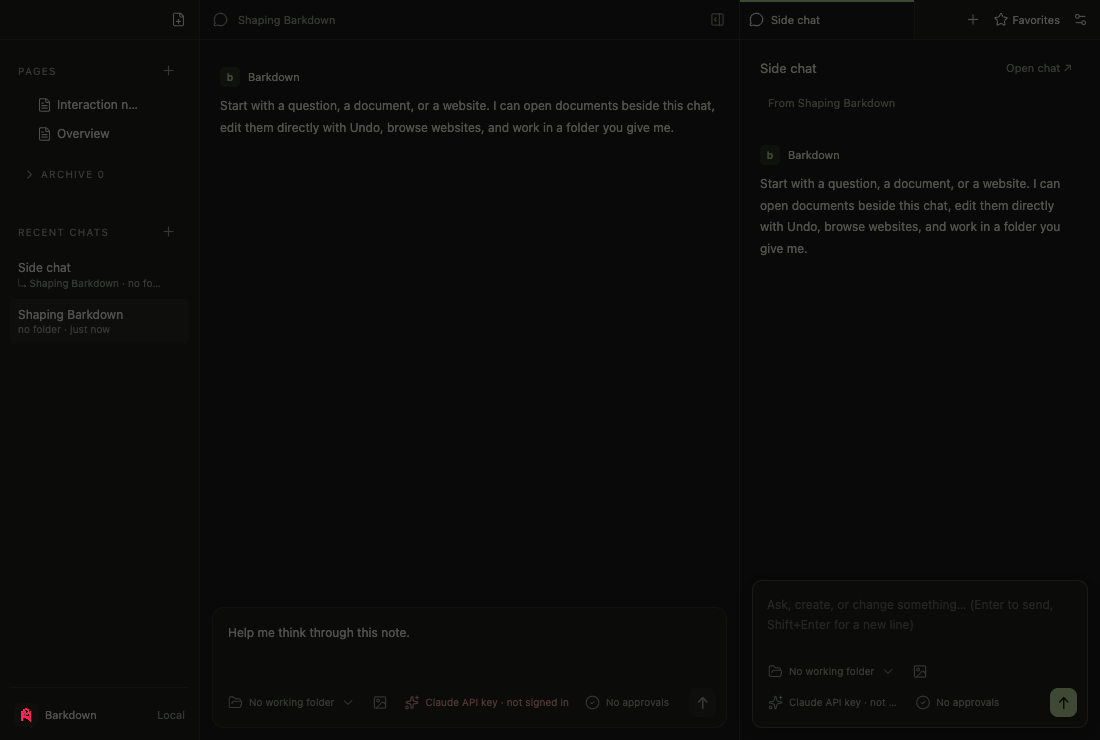 Shaping Barkdown
Side chat
Favorites
PAGES
Interaction n...
Overview
ARCHIVE 0
RECENT CHATS
Side chat
Shaping Barkdown · no fo...
Shaping Barkdown
no folder · just now
Barkdown
Local
b Barkdown
Start with a question, a document, or a website. I can open documents beside this chat,
edit them directly with Undo, browse websites, and work in a folder you give me.
Help me think through this note.
No working folder
Claude API key · not signed in
No approvals
Side chat
Open chat ↗
From Shaping Barkdown
b Barkdown
Start with a question, a document, or a website. I can
open documents beside this chat, edit them directly
with Undo, browse websites, and work in a folder you
give me.
Ask, create, or change something... (Enter to send,
Shift+Enter for a new line)
No working folder
Claude API key · not ...
No approvals